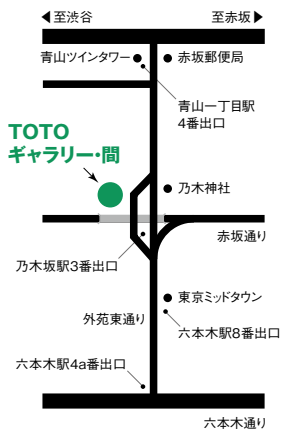 ◀至渋谷
至赤坂▶
青山ツインタワー
赤坂郵便局
青山一丁目駅
4番出口
TOTO
ギャラリー・間
乃木神社
赤坂通り
乃木坂駅3番出口
東京ミッドタウン
外苑東通り
六本木駅8番出口
六本木駅4a番出口
六本木通り